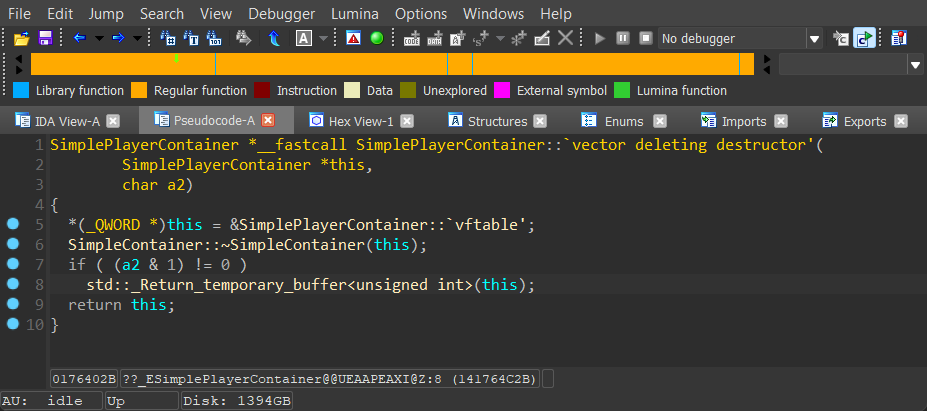 File Edit Jump Search View Debugger Lumina Options Windows Help
No debugger
Library function Regular function Instruction Data Unexplored External symbol Lumina function
IDA View-A Pseudocode-A Hex View-1 Structures Enums Imports Exports
1 SimplePlayerContainer *__fastcall SimplePlayerContainer::`vector deleting destructor'(
2 SimplePlayerContainer *this,
3 char a2)
4 {
5 *(_QWORD *)this = &SimplePlayerContainer::`vftable';
6 SimpleContainer::~SimpleContainer(this);
7 if ( (a2 & 1) != 0 )
8 std::_Return_temporary_buffer<unsigned int>(this);
9 return this;
10 }
0176402B ??_ESimplePlayerContainer@@UEAAPEAXI@Z:8 (141764C2B)
AU: idle Up Disk: 1394GB